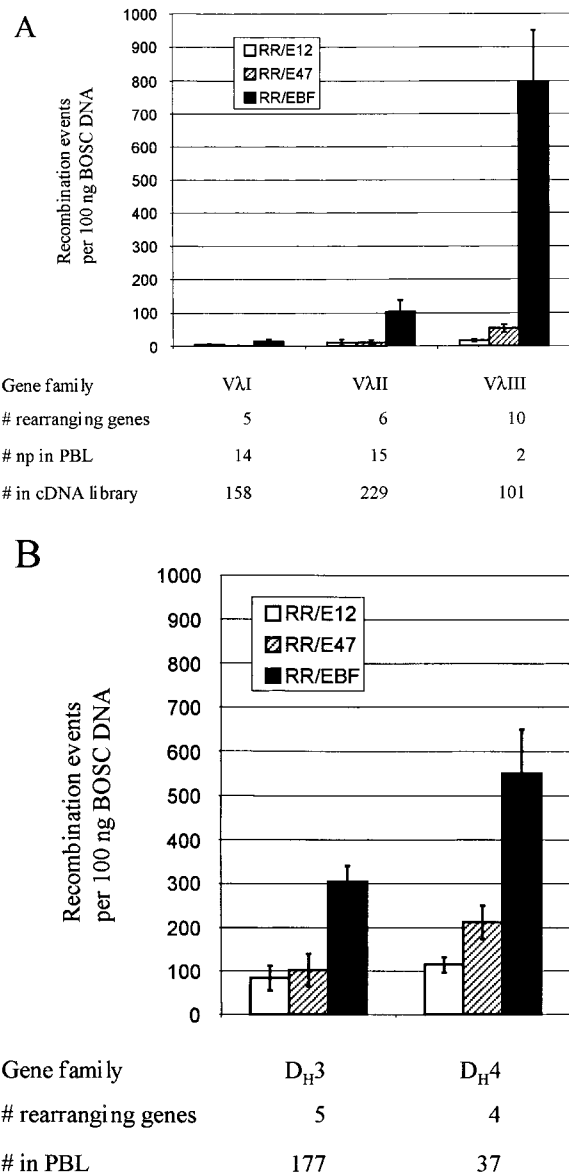 A
Recombination events
per 100 ng BOSC DNA
1000
900
800
700
600
500
400
300
200
100
0
RR/E12
RR/E47
RR/EBF
Gene family VλI VλII VλIII
# rearranging genes 5 6 10
# np in PBL 14 15 2
# in cDNA library 158 229 101
B
Recombination events
per 100 ng BOSC DNA
1000
900
800
700
600
500
400
300
200
100
0
RR/E12
RR/E47
RR/EBF
Gene family DH3 DH4
# rearranging genes 5 4
# in PBL 177 37